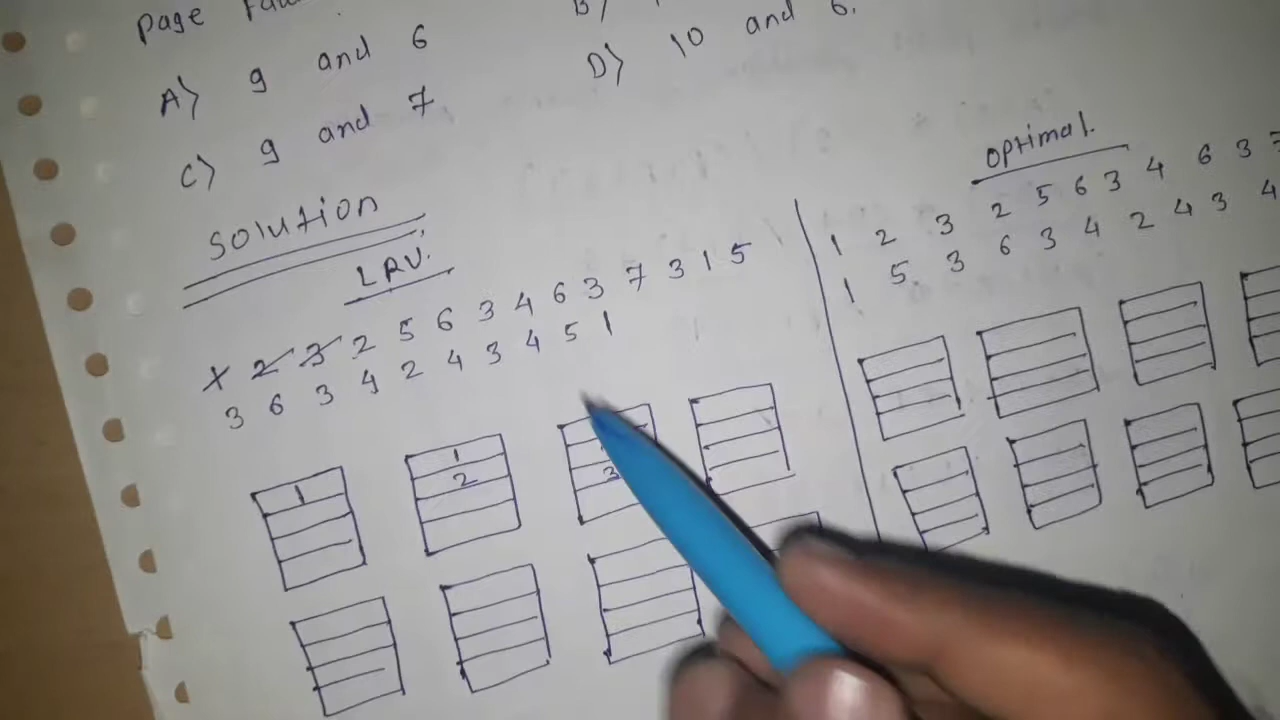 Page
A) 9 and 6
B)
C) 9 and 7
D) 10 and 6.
Solution
LRU.
1 2 3 2 5 6 3 4 6 3 7 3 1 5
3 6 3 4 2 4 3 4 5 1
1
1
2
3
Optimal.
1 2 3 2 5 6 3 4 6 3
1 5 3 6 3 4 2 4 3 4